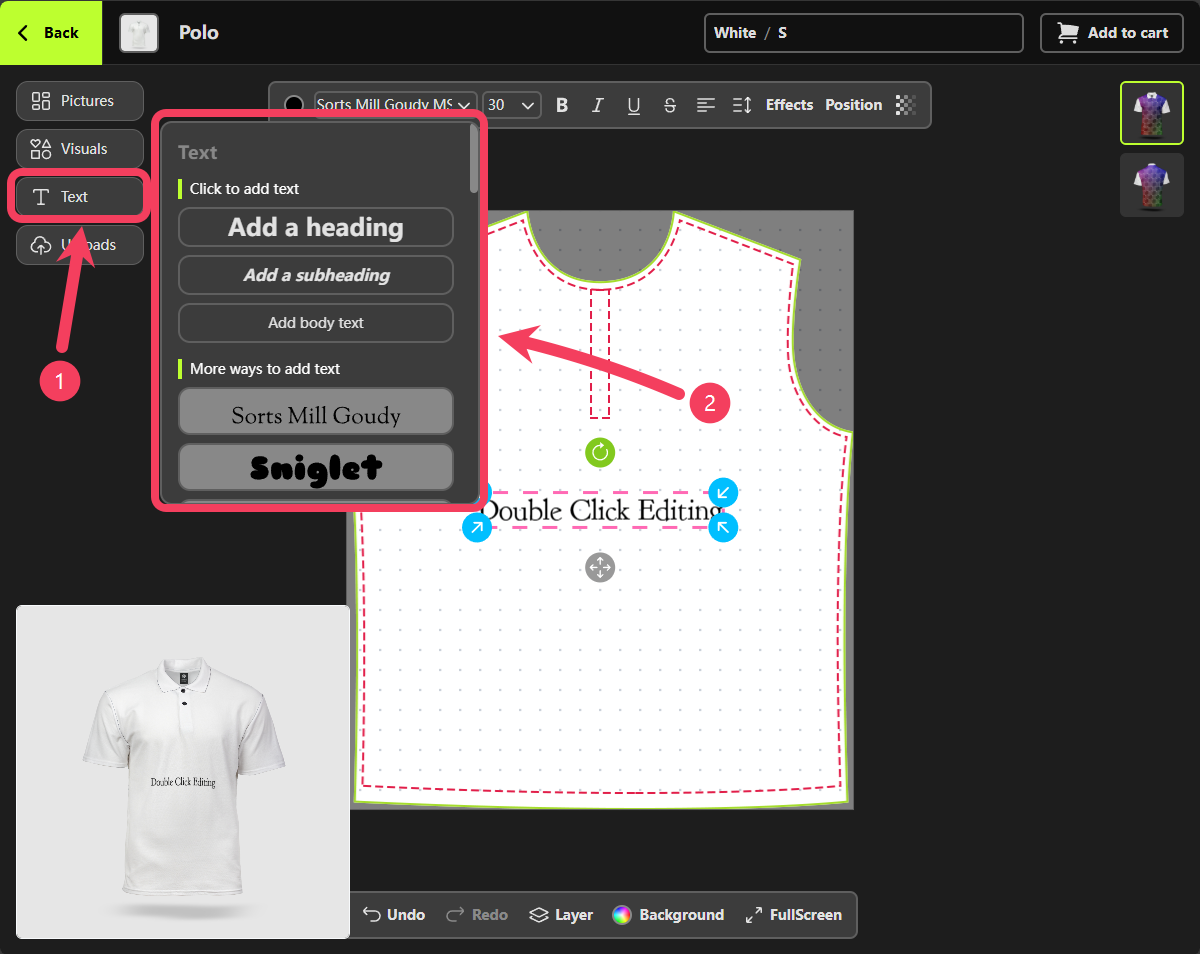 Back
Polo
White / S
Add to cart
Pictures
Visuals
Text
Uploads
1
Sorts Mill Goudy MS
30
B I U S
Effects
Position
Text
Click to add text
Add a heading
Add a subheading
Add body text
More ways to add text
Sorts Mill Goudy
Sniglet
2
Double Click Editing
Double Click Editing
Undo
Redo
Layer
Background
FullScreen